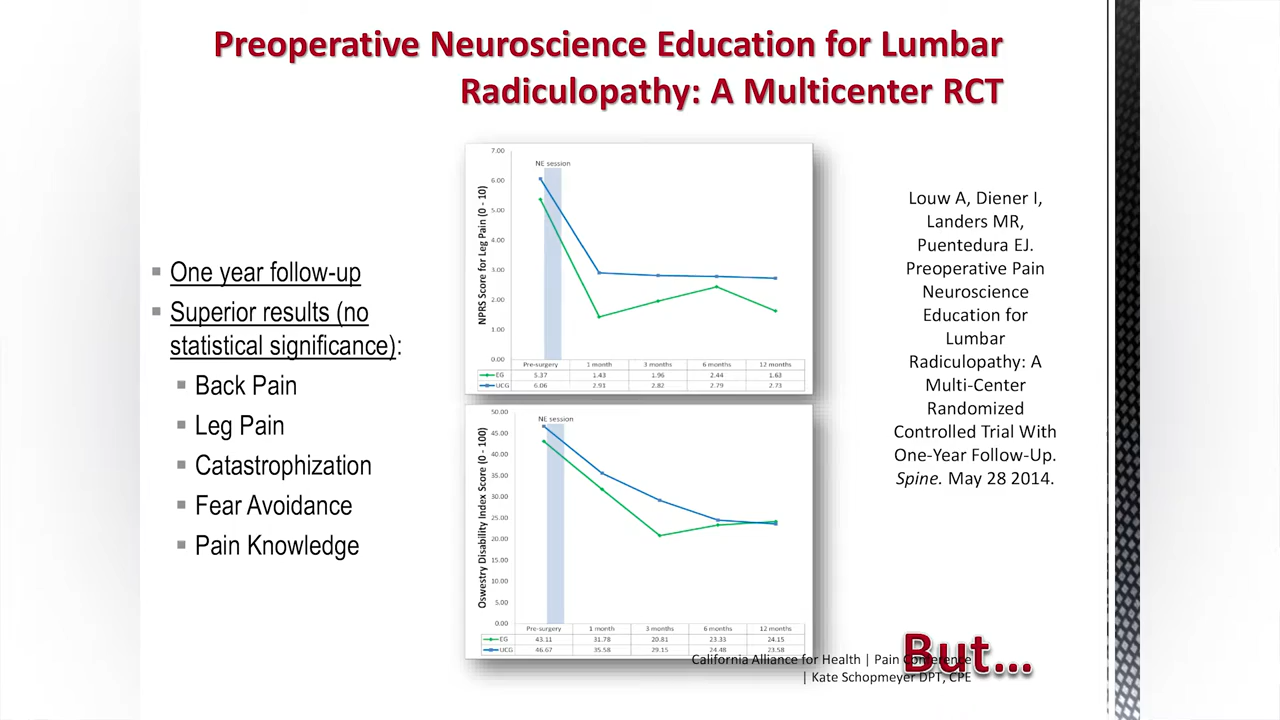 Preoperative Neuroscience Education for Lumbar
Radiculopathy: A Multicenter RCT
▪ One year follow-up
▪ Superior results (no
statistical significance):
▪ Back Pain
▪ Leg Pain
▪ Catastrophization
▪ Fear Avoidance
▪ Pain Knowledge
NPRS Score for Leg Pain (0 - 10)
7.00
NE session
6.00
5.00
4.00
3.00
2.00
1.00
0.00
Pre-surgery 1 month 3 months 6 months 12 months
EG 5.37 1.43 1.96 2.44 1.63
UCG 6.06 2.91 2.82 2.79 2.73
Oswestry Disability Index Score (0 - 100)
50.00
NE session
45.00
40.00
35.00
30.00
25.00
20.00
15.00
10.00
5.00
0.00
Pre-surgery 1 month 3 months 6 months 12 months
EG 43.11 31.78 20.81 23.33 24.15
UCG 46.67 35.58 29.15 24.48 23.58
Louw A, Diener I,
Landers MR,
Puentedura EJ.
Preoperative Pain
Neuroscience
Education for
Lumbar
Radiculopathy: A
Multi-Center
Randomized
Controlled Trial With
One-Year Follow-Up.
Spine. May 28 2014.
But...
California Alliance for Health | Pain Conference
| Kate Schopmeyer DPT, CPE